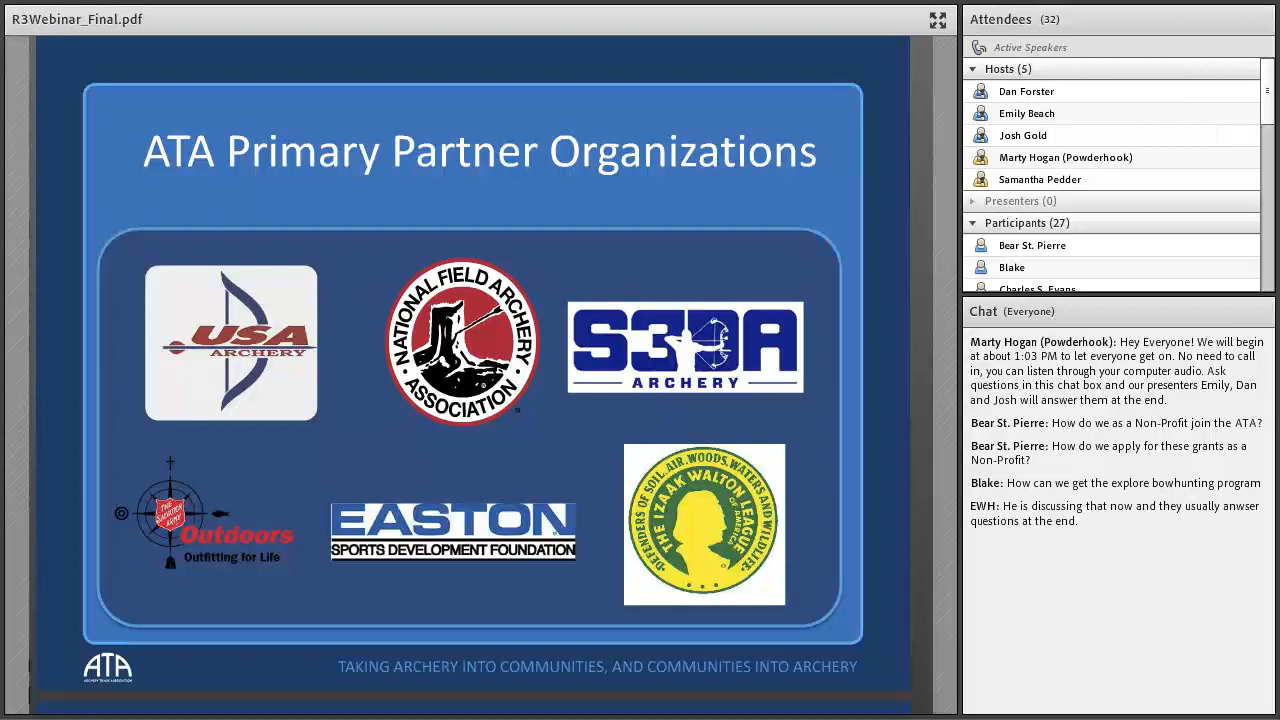 R3Webinar_Final.pdf
ATA Primary Partner Organizations
USA
ARCHERY
NATIONAL FIELD ARCHERY
• ASSOCIATION •
S3DA
ARCHERY
THE
SALVATION
ARMY
Outdoors
Outfitting for Life
EASTON
SPORTS DEVELOPMENT FOUNDATION
·DEFENDERS OF SOIL, AIR, WOODS, WATERS AND WILDLIFE·
THE IZAAK WALTON LEAGUE
OF AMERICA
ATA
ARCHERY TRADE ASSOCIATION
TAKING ARCHERY INTO COMMUNITIES, AND COMMUNITIES INTO ARCHERY
Attendees (32)
Active Speakers
Hosts (5)
Dan Forster
Emily Beach
Josh Gold
Marty Hogan (Powderhook)
Samantha Pedder
Presenters (0)
Participants (27)
Bear St. Pierre
Blake
Charles S. Evans
Chat (Everyone)
Marty Hogan (Powderhook): Hey Everyone! We will begin
at about 1:03 PM to let everyone get on. No need to call
in, you can listen through your computer audio. Ask
questions in this chat box and our presenters Emily, Dan
and Josh will answer them at the end.
Bear St. Pierre: How do we as a Non-Profit join the ATA?
Bear St. Pierre: How do we apply for these grants as a
Non-Profit?
Blake: How can we get the explore bowhunting program
EWH: He is discussing that now and they usually anwser
questions at the end.